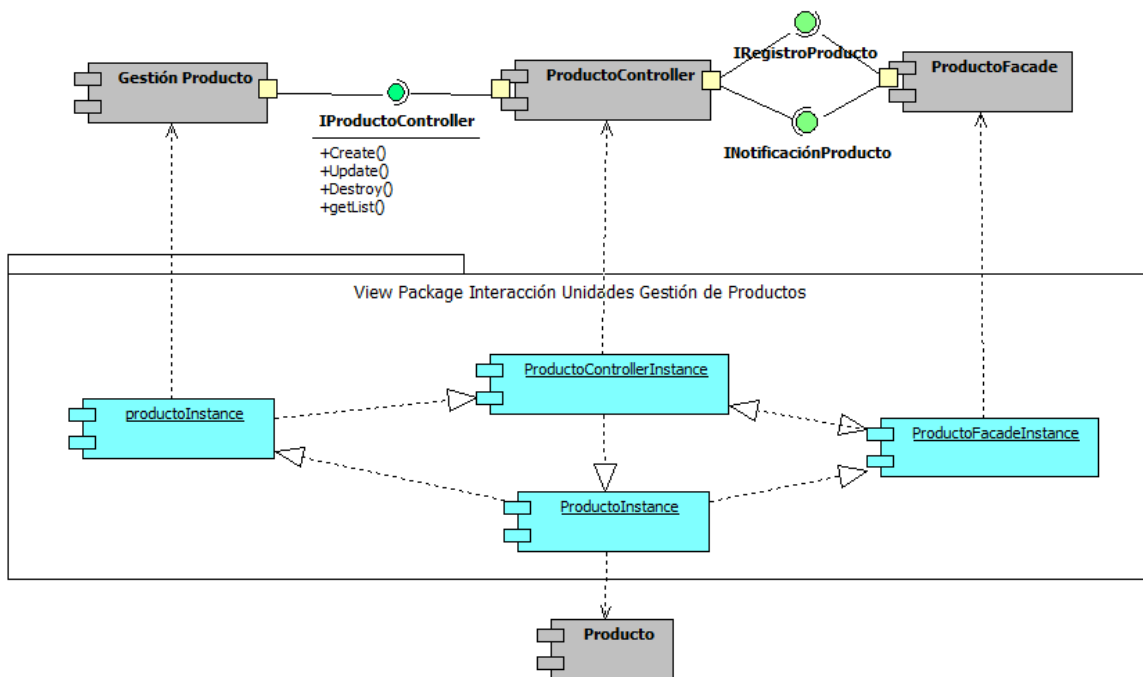 IRegistroProducto
Gestión Producto
ProductoController
ProductoFacade
IProductoController
+Create()
+Update()
+Destroy()
+getList()
INotificaciónProducto
View Package Interacción Unidades Gestión de Productos
ProductoControllerInstance
productoInstance
ProductoFacadeInstance
ProductoInstance
Producto